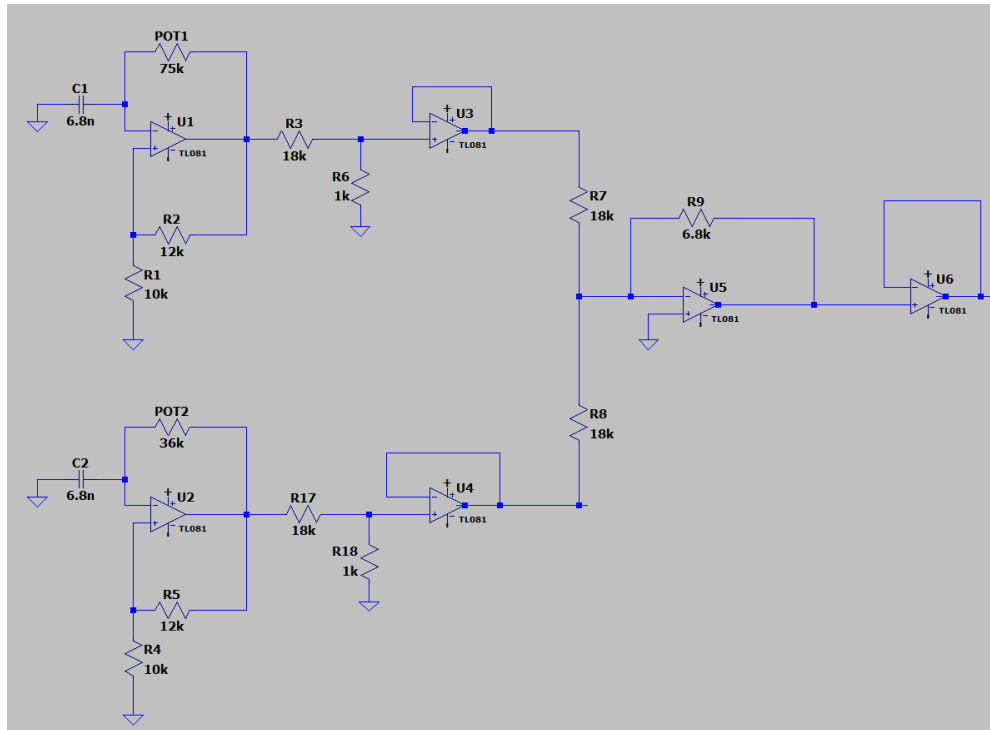 POT1
75k
C1
6.8n
U1
TL081
R3
18k
U3
TL081
R6
1k
R2
12k
R1
10k
R7
18k
R9
6.8k
U5
TL081
U6
TL081
R8
18k
POT2
36k
C2
6.8n
U2
TL081
R17
18k
U4
TL081
R18
1k
R5
12k
R4
10k